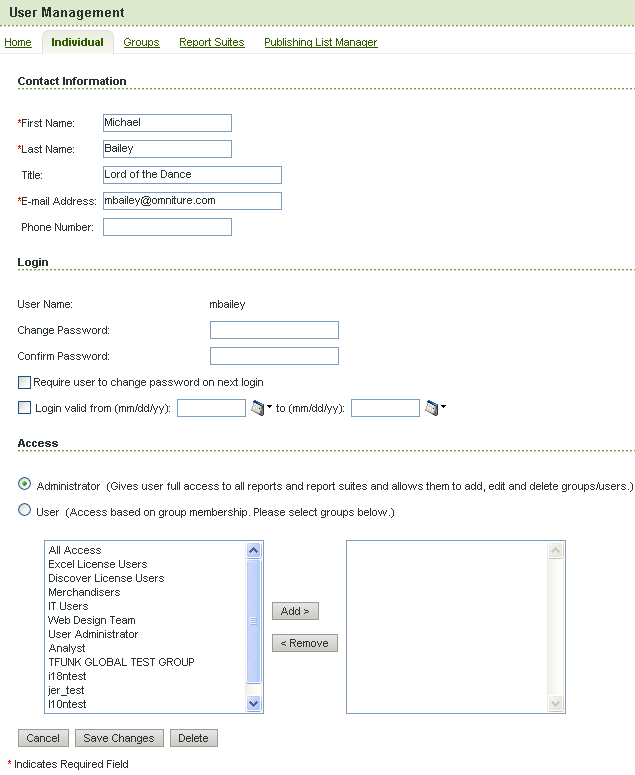 User Management
Home Individual Groups Report Suites Publishing List Manager
Contact Information
*First Name: Michael
*Last Name: Bailey
Title: Lord of the Dance
*E-mail Address: mbailey@omniture.com
Phone Number:
Login
User Name: mbailey
Change Password:
Confirm Password:
Require user to change password on next login
Login valid from (mm/dd/yy): to (mm/dd/yy):
Access
Administrator (Gives user full access to all reports and report suites and allows them to add, edit and delete groups/users.)
User (Access based on group membership. Please select groups below.)
All Access
Excel License Users
Discover License Users
Merchandisers
IT Users
Web Design Team
User Administrator
Analyst
TFUNK GLOBAL TEST GROUP
i18ntest
jer_test
l10ntest
Add >
< Remove
Cancel Save Changes Delete
* Indicates Required Field